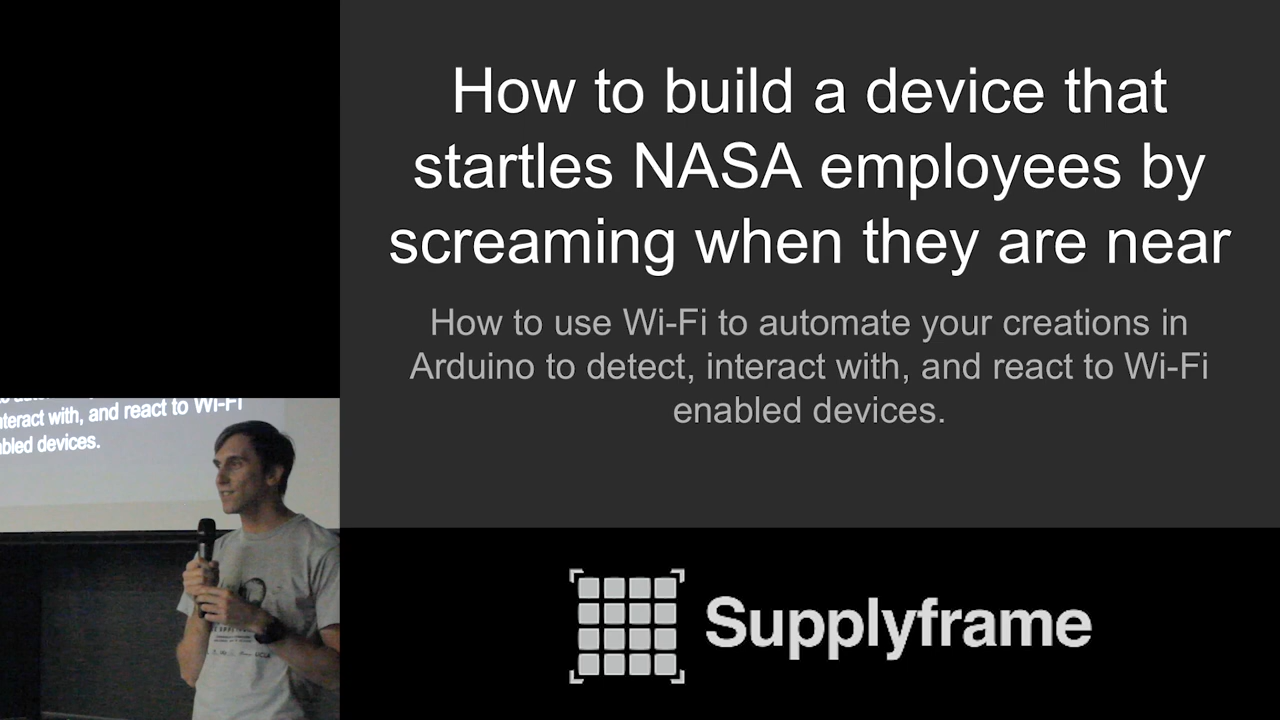 How to build a device that
startles NASA employees by
screaming when they are near
How to use Wi-Fi to automate your creations in
Arduino to detect, interact with, and react to Wi-Fi
enabled devices.
interact with, and react to Wi-Fi
devices.
Supplyframe